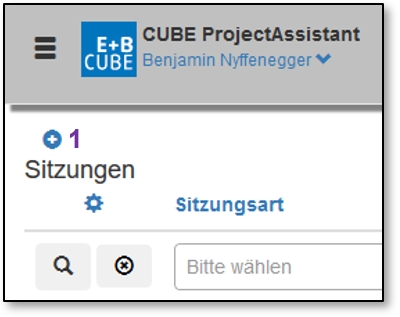 E+B
CUBE
CUBE ProjectAssistant
Benjamin Nyffenegger
1
Sitzungen
Sitzungsart
Bitte wählen